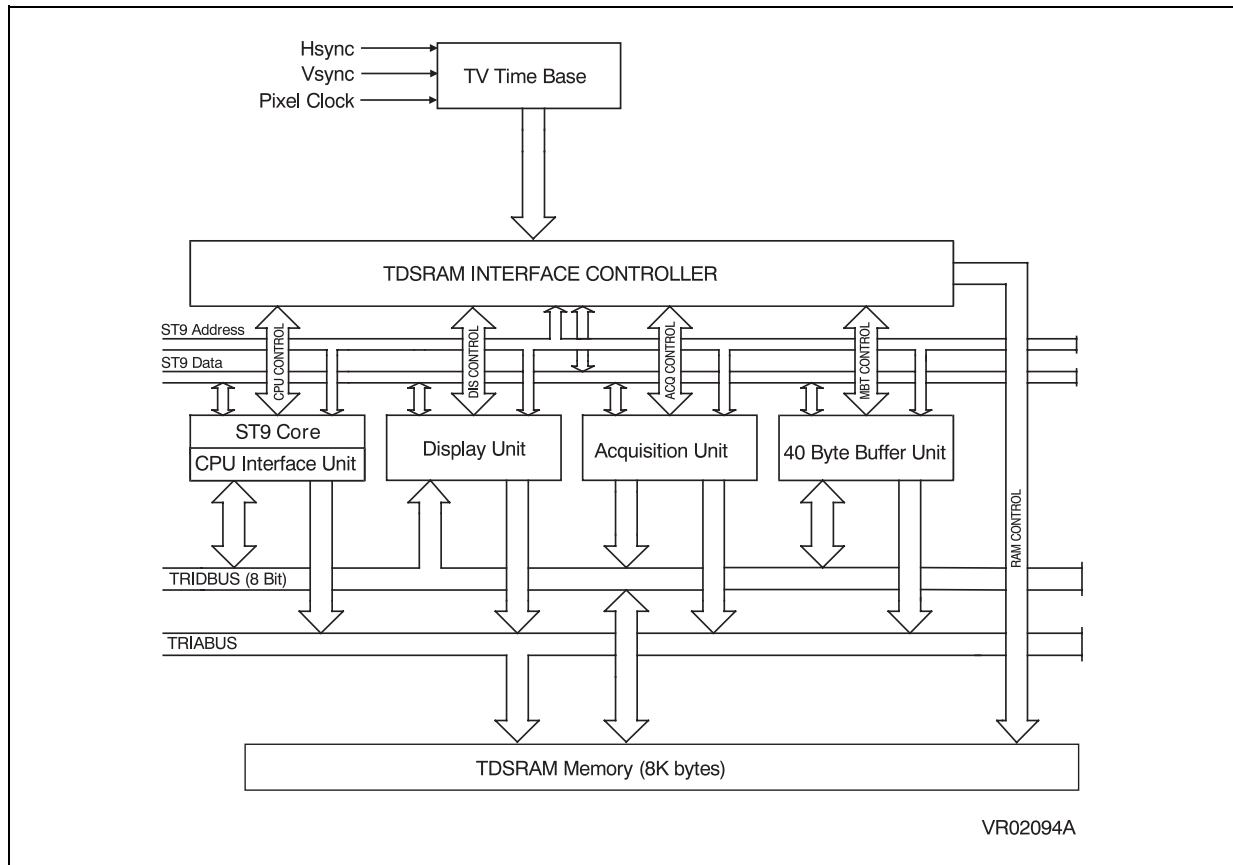 Hsync
Vsync
Pixel Clock
TV Time Base
TDSRAM INTERFACE CONTROLLER
ST9 Address
ST9 Data
CPU CONTROL
DIS CONTROL
ACQ CONTROL
MBT CONTROL
ST9 Core
CPU Interface Unit
Display Unit
Acquisition Unit
40 Byte Buffer Unit
RAM CONTROL
TRIDBUS (8 Bit)
TRIABUS
TDSRAM Memory (8K bytes)
VR02094A